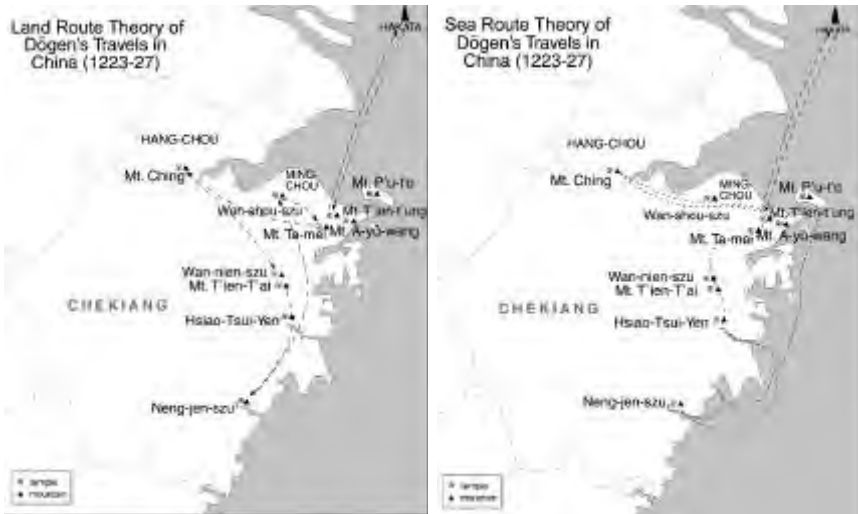 Land Route Theory of
Dōgen's Travels in
China (1223-27)
HAKATA
HANG-CHOU
Mt. Ching
MING-
CHOU
Mt. P'u-t'o
Wan-shou-szu
Mt. T'ien-t'ung
Mt. Ta-mei
Mt. A-yü-wang
Wan-nien-szu
Mt. T'ien-T'ai
CHEKIANG
Hsiao-Tsui-Yen
Neng-jen-szu
temple
mountain
Sea Route Theory of
Dōgen's Travels in
China (1223-27)
HAKATA
HANG-CHOU
Mt. Ching
MING-
CHOU
Mt. P'u-t'o
Wan-shou-szu
Mt. T'ien-t'ung
Mt. Ta-mei
Mt. A-yü-wang
Wan-nien-szu
Mt. T'ien-T'ai
CHEKIANG
Hsiao-Tsui-Yen
Neng-jen-szu
temple
mountain